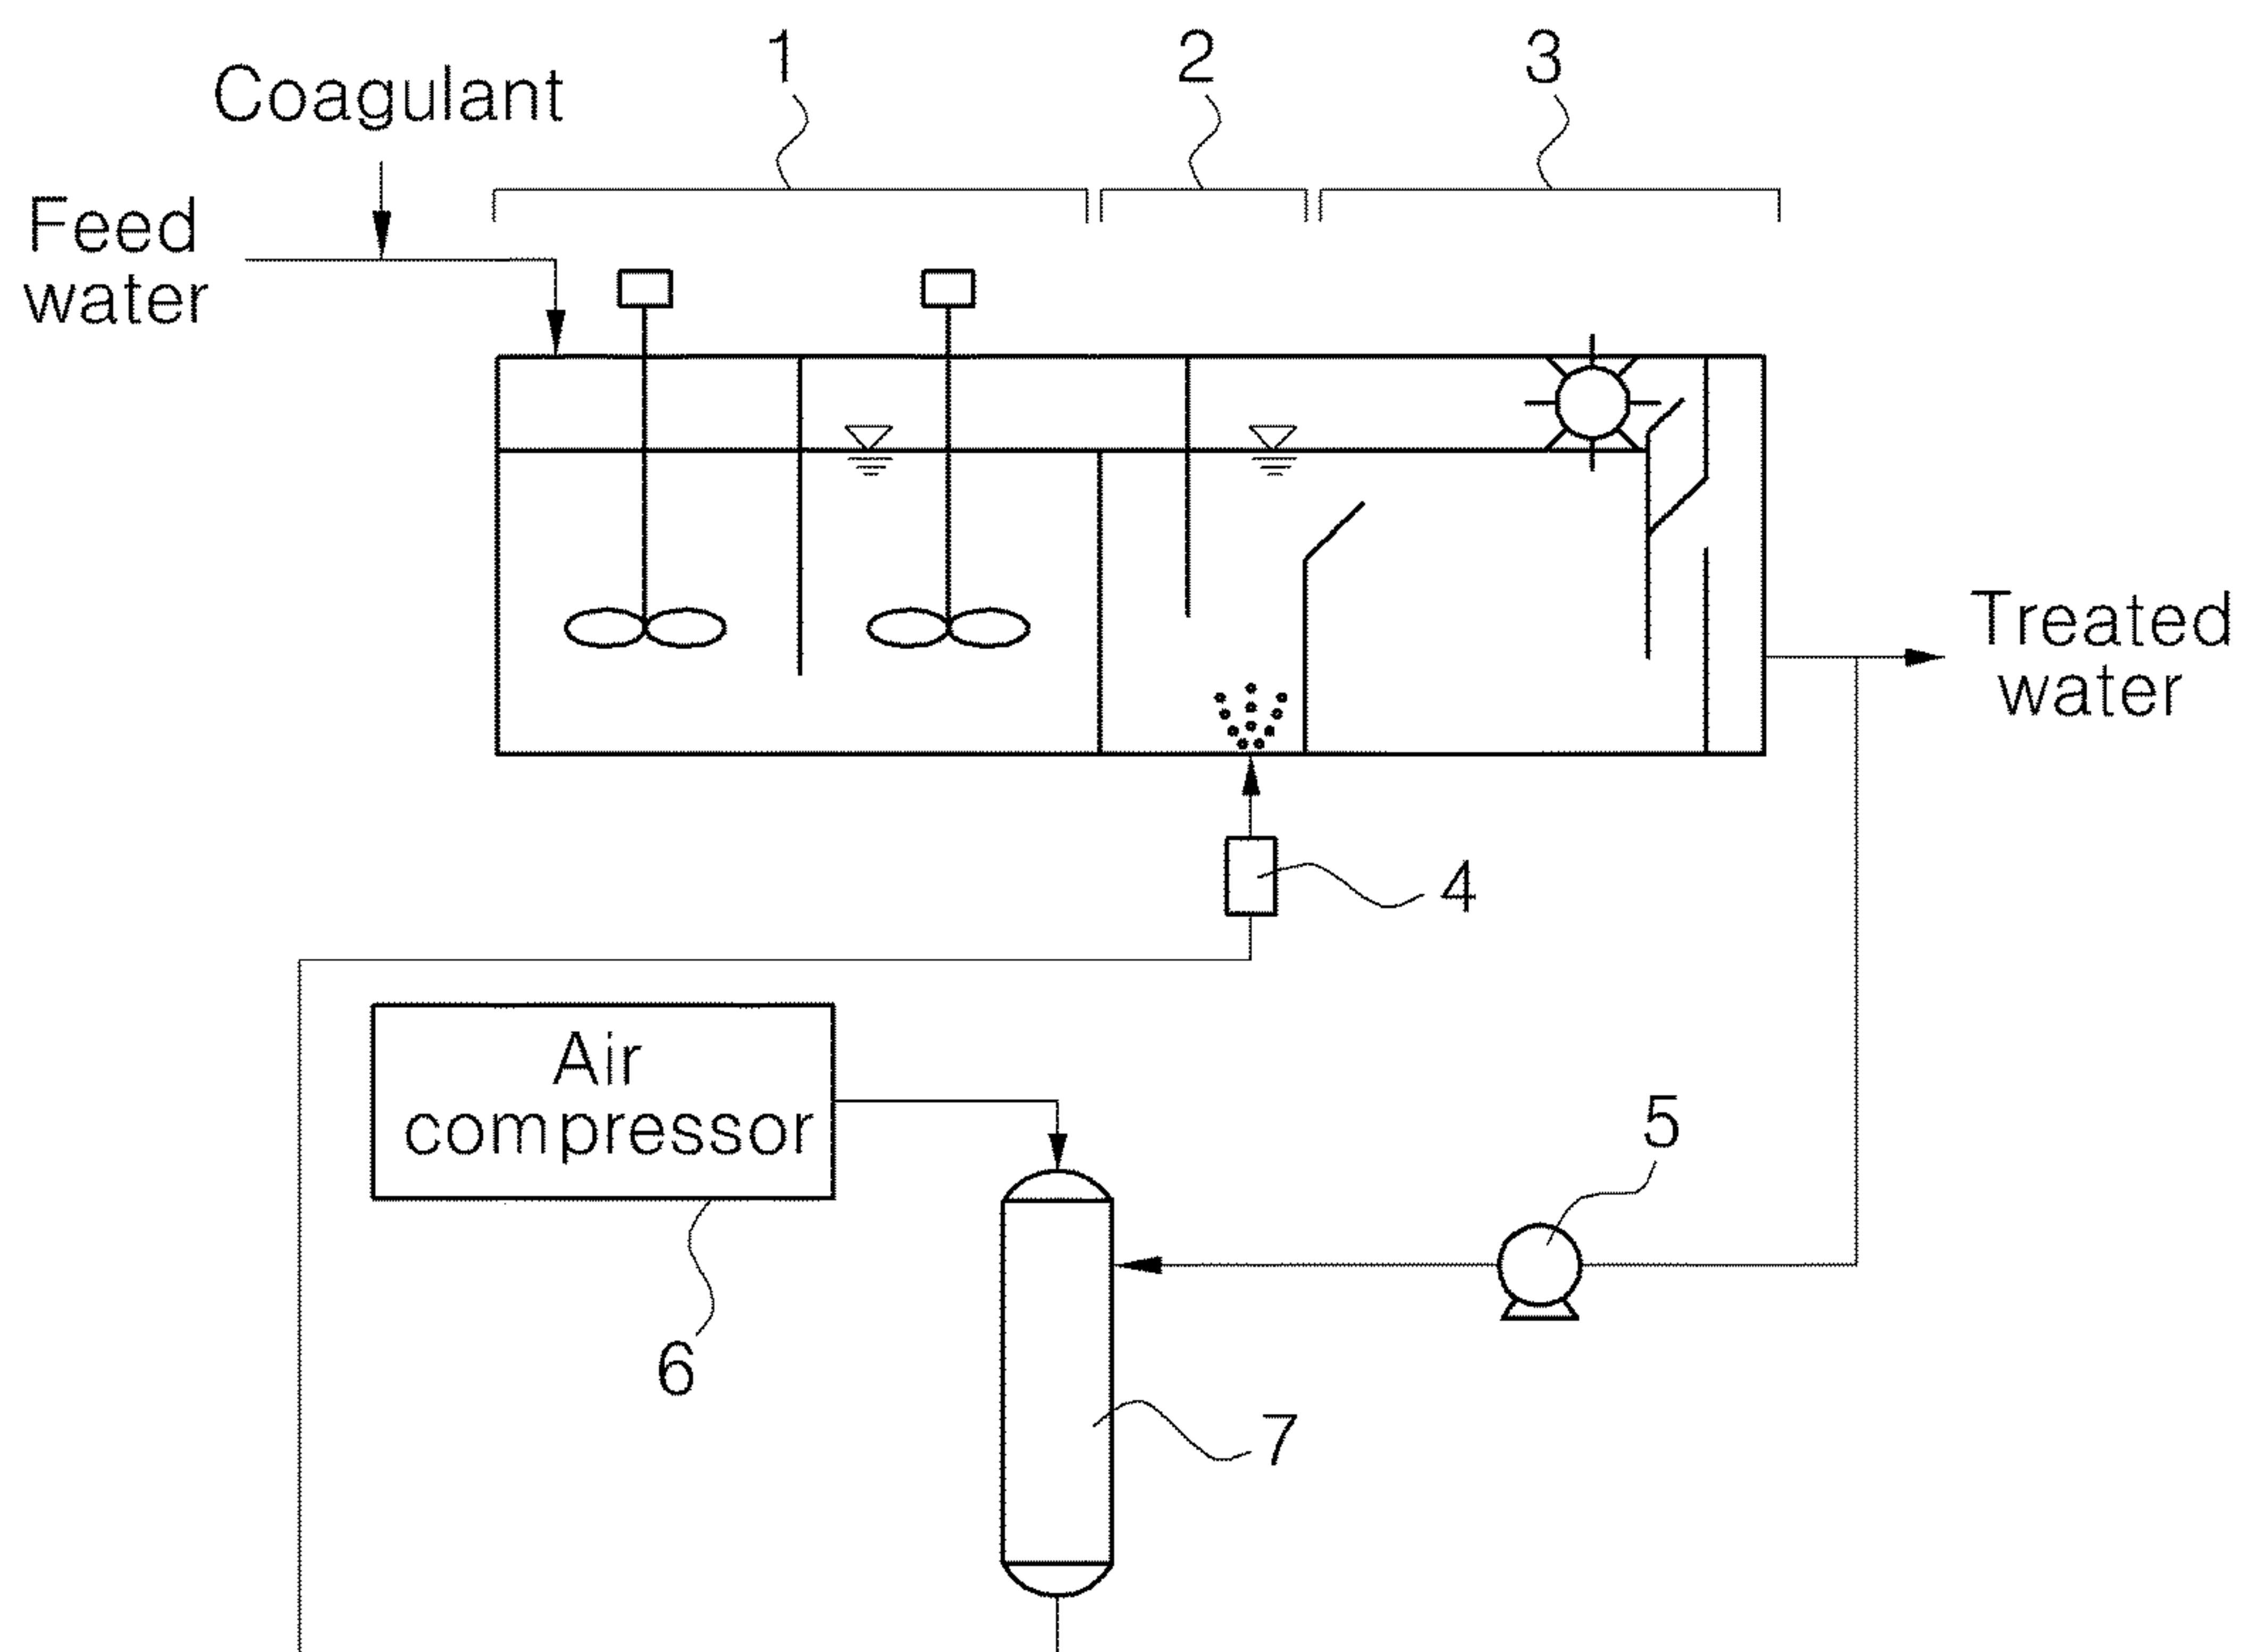 1
2
3
Coagulant
Feed
water
Treated
water
4
Air
compressor
5
6
7